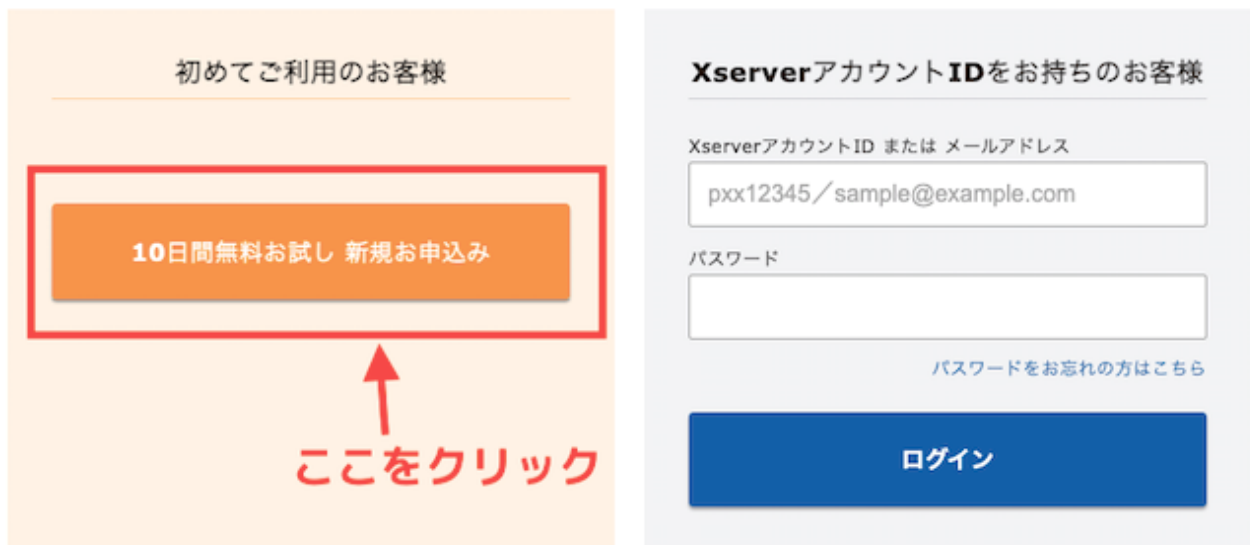 初めてご利用のお客様
10日間無料お試し 新規お申込み
ここをクリック
XserverアカウントIDをお持ちのお客様
XserverアカウントID または メールアドレス
pxx12345／sample@example.com
パスワード
パスワードをお忘れの方はこちら
ログイン